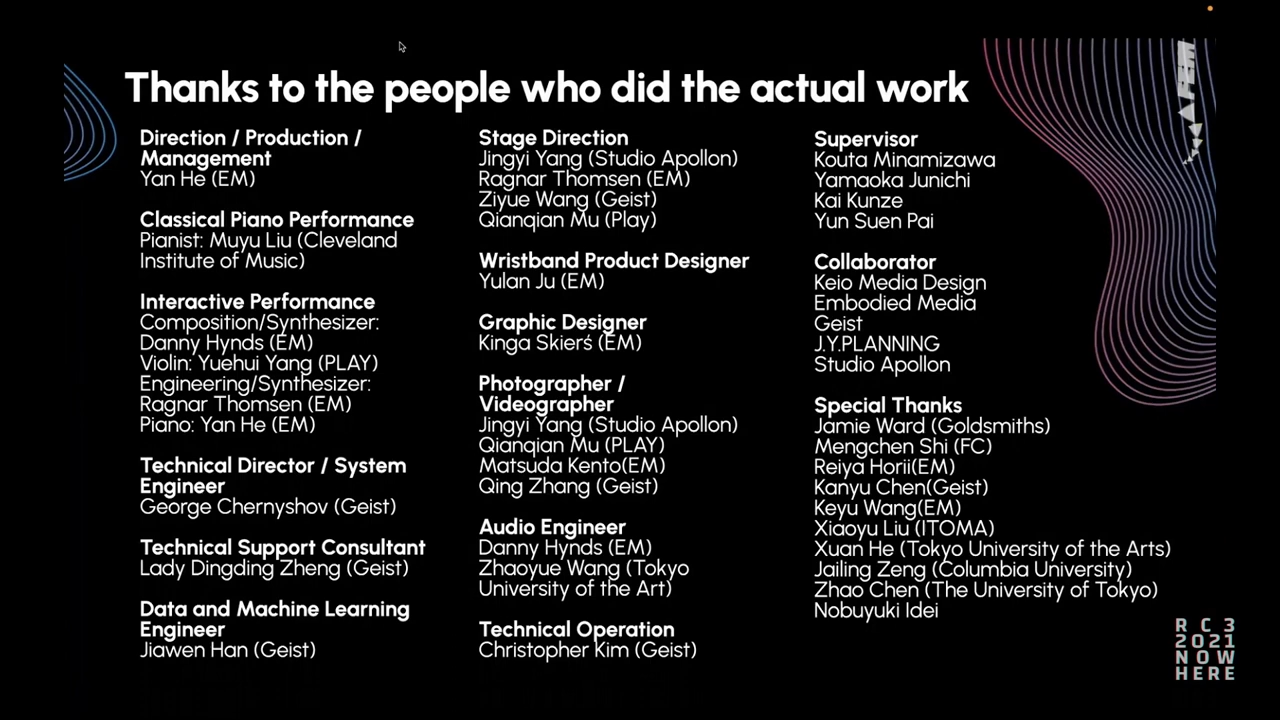 Thanks to the people who did the actual work
Direction / Production /
Management
Yan He (EM)
Classical Piano Performance
Pianist: Muyu Liu (Cleveland
Institute of Music)
Interactive Performance
Composition/Synthesizer:
Danny Hynds (EM)
Violin: Yuehui Yang (PLAY)
Engineering/Synthesizer:
Ragnar Thomsen (EM)
Piano: Yan He (EM)
Technical Director / System
Engineer
George Chernyshov (Geist)
Technical Support Consultant
Lady Dingding Zheng (Geist)
Data and Machine Learning
Engineer
Jiawen Han (Geist)
Stage Direction
Jingyi Yang (Studio Apollon)
Ragnar Thomsen (EM)
Ziyue Wang (Geist)
Qianqian Mu (Play)
Wristband Product Designer
Yulan Ju (EM)
Graphic Designer
Kinga Skierś (EM)
Photographer /
Videographer
Jingyi Yang (Studio Apollon)
Qianqian Mu (PLAY)
Matsuda Kento(EM)
Qing Zhang (Geist)
Audio Engineer
Danny Hynds (EM)
Zhaoyue Wang (Tokyo
University of the Art)
Technical Operation
Christopher Kim (Geist)
Supervisor
Kouta Minamizawa
Yamaoka Junichi
Kai Kunze
Yun Suen Pai
Collaborator
Keio Media Design
Embodied Media
Geist
J.Y.PLANNING
Studio Apollon
Special Thanks
Jamie Ward (Goldsmiths)
Mengchen Shi (FC)
Reiya Horii(EM)
Kanyu Chen(Geist)
Keyu Wang(EM)
Xiaoyu Liu (ITOMA)
Xuan He (Tokyo University of the Arts)
Jailing Zeng (Columbia University)
Zhao Chen (The University of Tokyo)
Nobuyuki Idei
RC3
2021
NOW
HERE